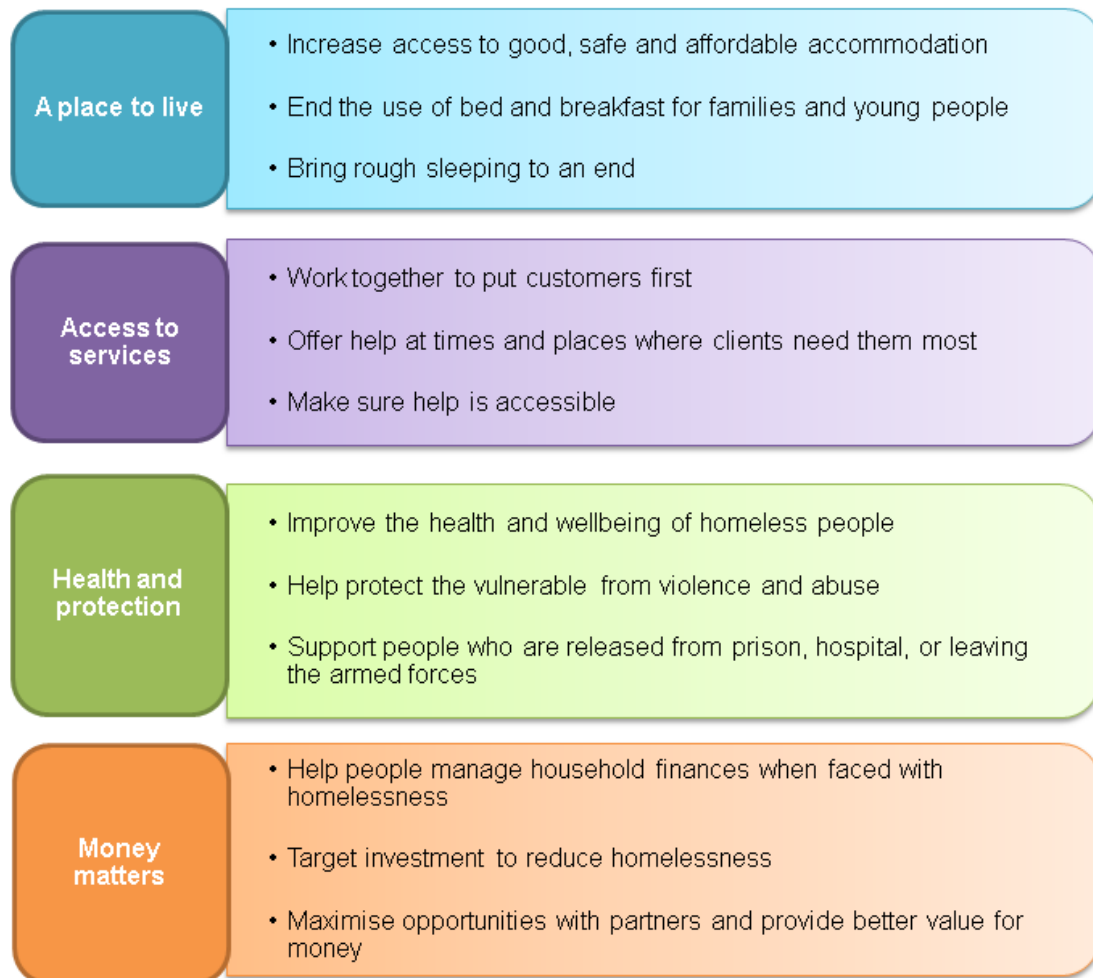 A place to live
• Increase access to good, safe and affordable accommodation
• End the use of bed and breakfast for families and young people
• Bring rough sleeping to an end
Access to
services
• Work together to put customers first
• Offer help at times and places where clients need them most
• Make sure help is accessible
Health and
protection
• Improve the health and wellbeing of homeless people
• Help protect the vulnerable from violence and abuse
• Support people who are released from prison, hospital, or leaving
the armed forces
Money
matters
• Help people manage household finances when faced with
homelessness
• Target investment to reduce homelessness
• Maximise opportunities with partners and provide better value for
money